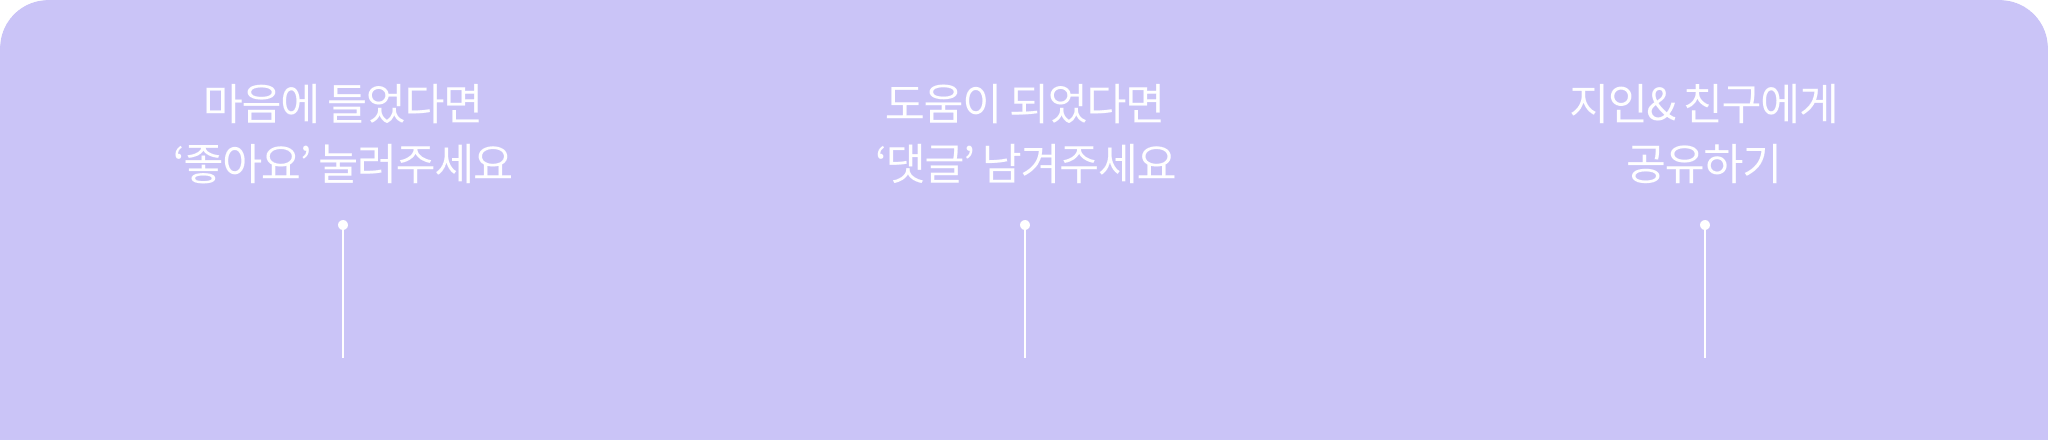 마음에 들었다면
‘좋아요’ 눌러주세요
도움이 되었다면
‘댓글’ 남겨주세요
지인& 친구에게
공유하기